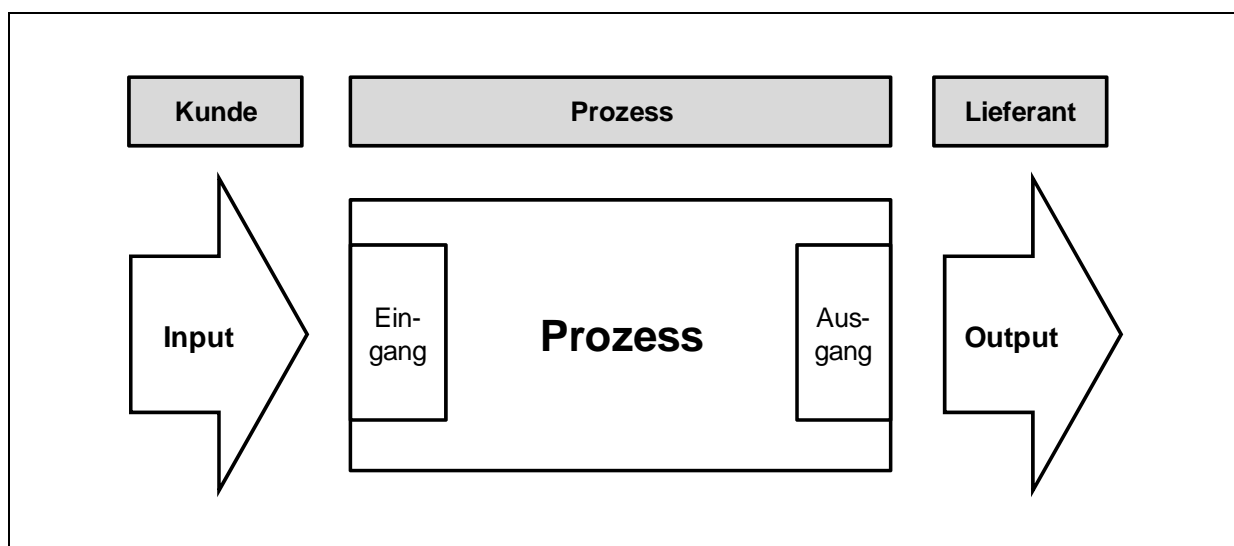 Kunde
Prozess
Lieferant
Input
Ein-
gang
Prozess
Aus-
gang
Output